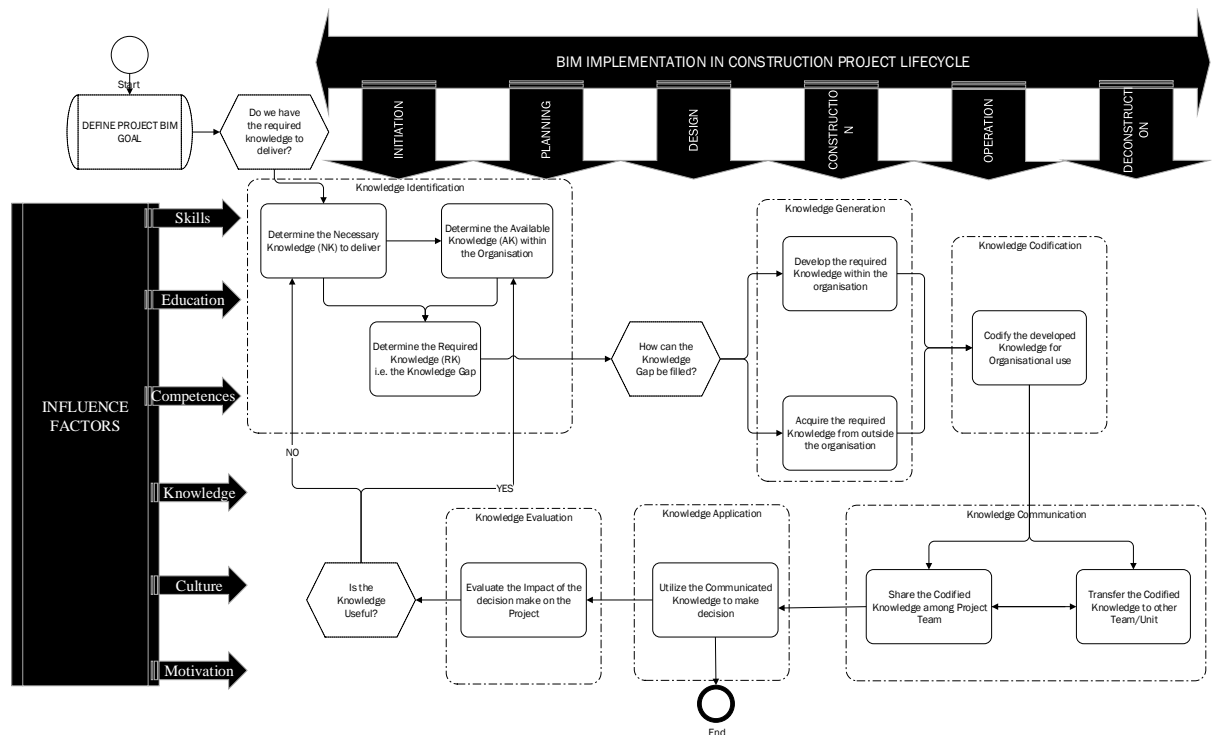 BIM IMPLEMENTATION IN CONSTRUCTION PROJECT LIFECYCLE
Start
DEFINE PROJECT BIM
GOAL
Do we have
the required
knowledge to
deliver?
INITIATION
PLANNING
DESIGN
CONSTRUCTIO
N
OPERATION
DECONSTRUCTI
ON
INFLUENCE
FACTORS
Skills
Education
Competences
Knowledge
Culture
Motivation
Knowledge Identification
Determine the Necessary
Knowledge (NK) to deliver
Determine the Available
Knowledge (AK) within
the Organisation
Determine the Required
Knowledge (RK)
i.e. the Knowledge Gap
How can the
Knowledge
Gap be filled?
Knowledge Generation
Develop the required
Knowledge within the
organisation
Acquire the required
Knowledge from outside
the organisation
Knowledge Codification
Codify the developed
Knowledge for
Organisational use
NO
YES
Is the
Knowledge
Useful?
Knowledge Evaluation
Evaluate the Impact of the
decision make on the
Project
Knowledge Application
Utilize the Communicated
Knowledge to make
decision
Knowledge Communication
Share the Codified
Knowledge among Project
Team
Transfer the Codified
Knowledge to other
Team/Unit
End